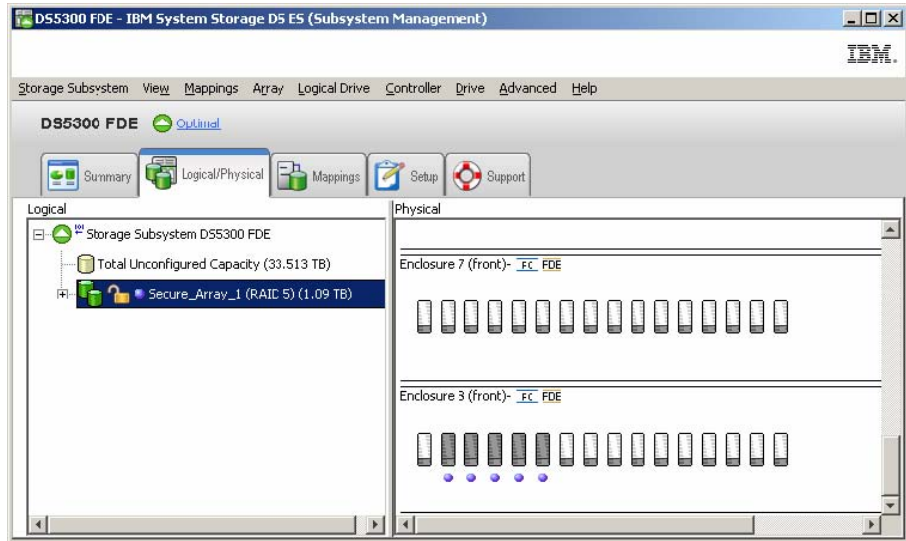 DS5300 FDE - IBM System Storage DS ES (Subsystem Management)
IBM.
Storage Subsystem View Mappings Array Logical Drive Controller Drive Advanced Help
DS5300 FDE Optimal
Summary Logical/Physical Mappings Setup Support
Logical
Storage Subsystem DS5300 FDE
Total Unconfigured Capacity (33.513 TB)
Secure_Array_1 (RAID 5) (1.09 TB)
Physical
Enclosure 7 (front)- FC FDE
Enclosure 3 (front)- FC FDE